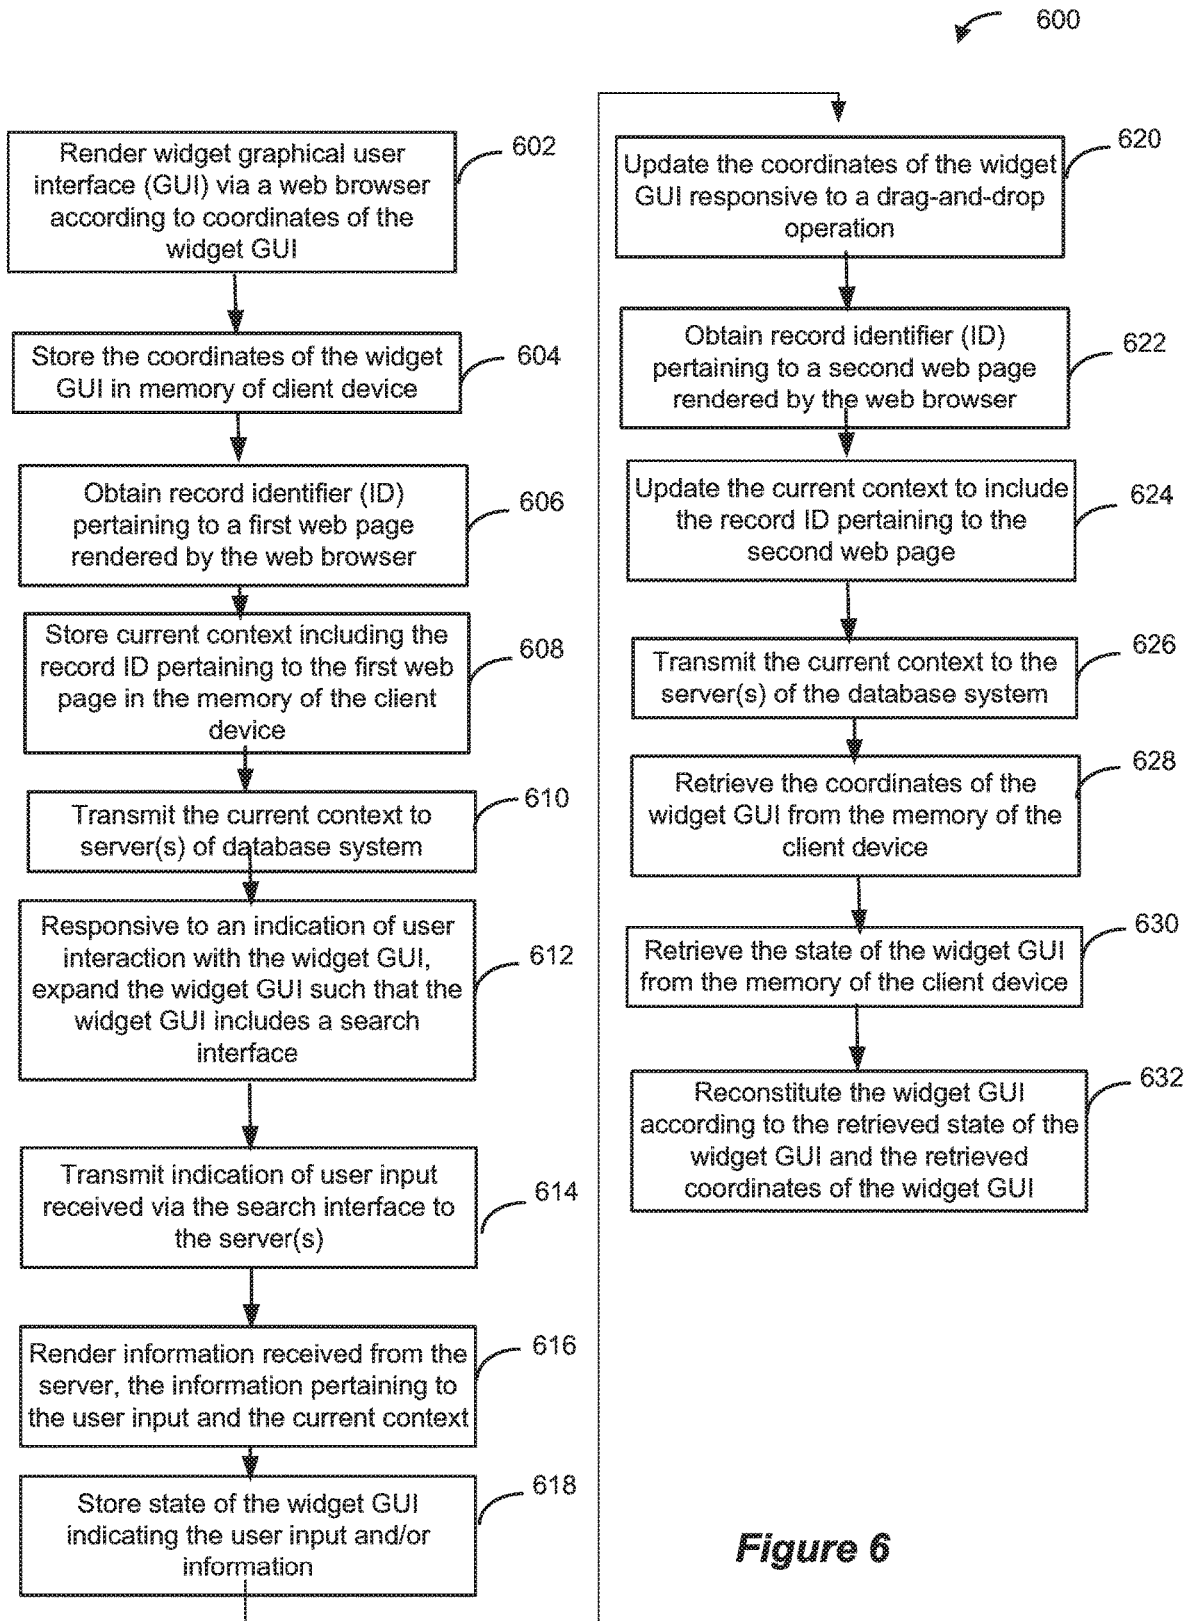 600
Render widget graphical user
interface (GUI) via a web browser
according to coordinates of the
widget GUI
602
Store the coordinates of the widget
GUI in memory of client device
604
Obtain record identifier (ID)
pertaining to a first web page
rendered by the web browser
606
Store current context including the
record ID pertaining to the first web
page in the memory of the client
device
608
Transmit the current context to
server(s) of database system
610
Responsive to an indication of user
interaction with the widget GUI,
expand the widget GUI such that the
widget GUI includes a search
interface
612
Transmit indication of user input
received via the search interface to
the server(s)
614
Render information received from the
server, the information pertaining to
the user input and the current context
616
Store state of the widget GUI
indicating the user input and/or
information
618
Update the coordinates of the widget
GUI responsive to a drag-and-drop
operation
620
Obtain record identifier (ID)
pertaining to a second web page
rendered by the web browser
622
Update the current context to include
the record ID pertaining to the
second web page
624
Transmit the current context to the
server(s) of the database system
626
Retrieve the coordinates of the
widget GUI from the memory of the
client device
628
Retrieve the state of the widget GUI
from the memory of the client device
630
Reconstitute the widget GUI
according to the retrieved state of the
widget GUI and the retrieved
coordinates of the widget GUI
632
Figure 6